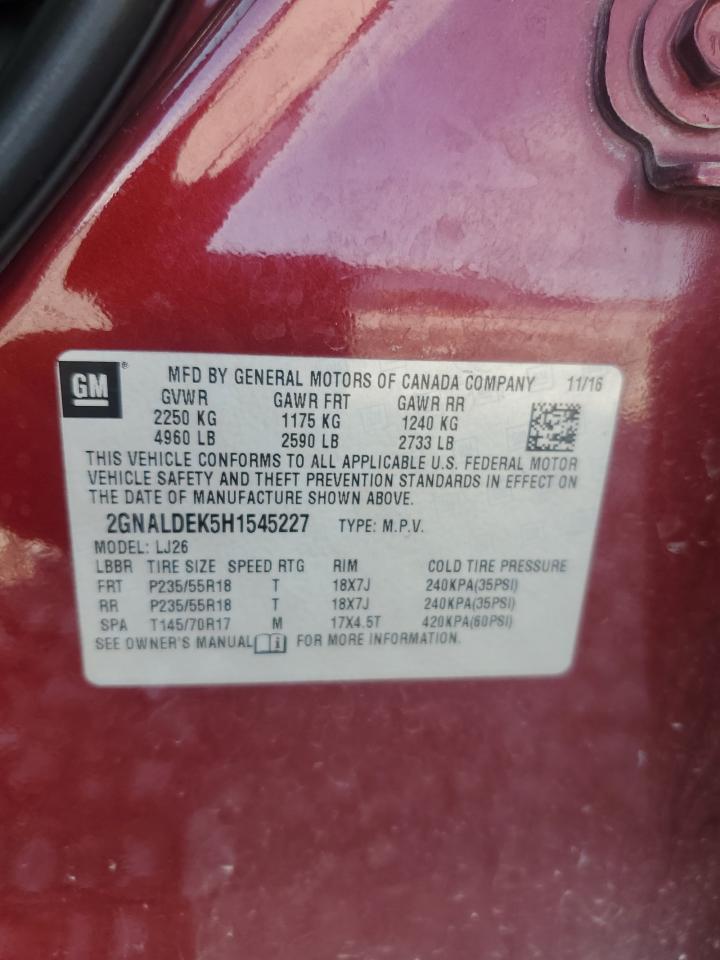 GM ® MFD BY GENERAL MOTORS OF CANADA COMPANY 11/16
GVWR GAWR FRT GAWR RR
2250 KG 1175 KG 1240 KG
4960 LB 2590 LB 2733 LB
THIS VEHICLE CONFORMS TO ALL APPLICABLE U.S. FEDERAL MOTOR
VEHICLE SAFETY AND THEFT PREVENTION STANDARDS IN EFFECT ON
THE DATE OF MANUFACTURE SHOWN ABOVE.
2GNALDEK5H1545227 TYPE: M.P.V.
MODEL: LJ26
LBBR TIRE SIZE SPEED RTG RIM COLD TIRE PRESSURE
FRT P235/55R18 T 18X7J 240KPA(35PSI)
RR P235/55R18 T 18X7J 240KPA(35PSI)
SPA T145/70R17 M 17X4.5T 420KPA(60PSI)
SEE OWNER'S MANUAL i FOR MORE INFORMATION.